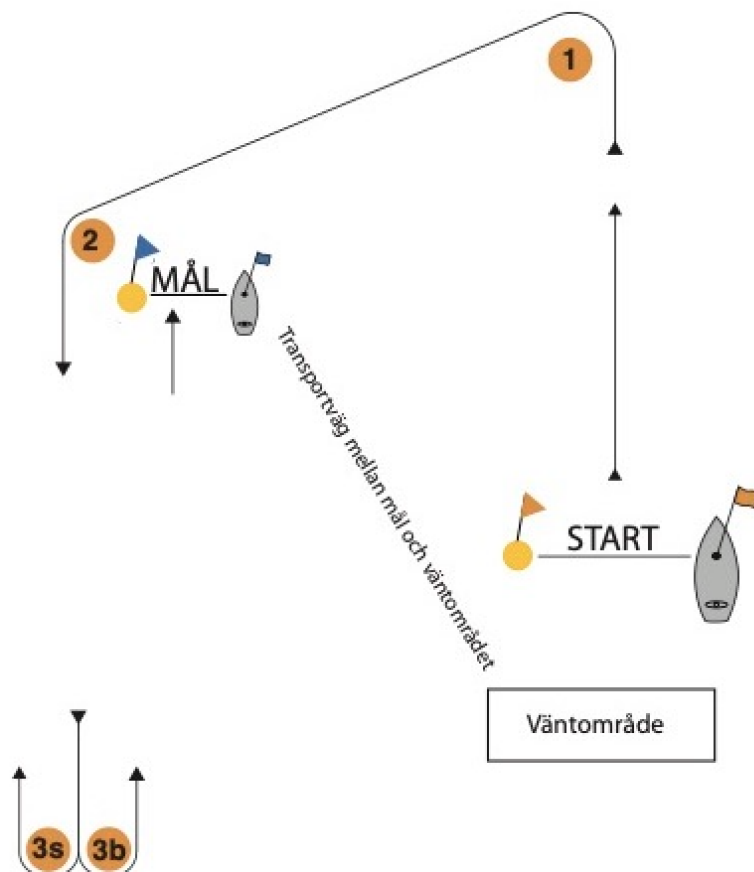 1
2
MÅL
Transportväg mellan mål och väntområdet
START
Väntområde
3s
3b